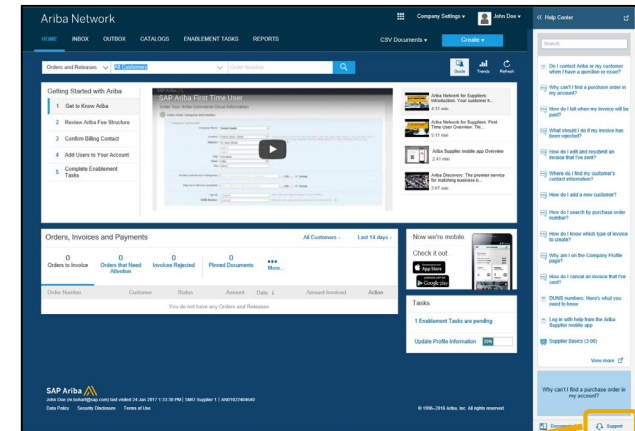 Ariba Network
Company Settings
John Doe
HOME INBOX OUTBOX CATALOGS ENABLEMENT TASKS REPORTS
CSV Documents
Create
Orders and Releases All Customers Order Number
Guide Trends Refresh
Getting Started with Ariba
1 Get to Know Ariba
2 Review Ariba Fee Structure
3 Confirm Billing Contact
4 Add Users to Your Account
5 Complete Enablement
Tasks
SAP Ariba First Time User
Ariba Network for Suppliers:
Introduction. Your customer h...
4:31 min
Ariba Network for Suppliers: First-
Time User Overview: Thi...
5:11 min
Ariba Supplier mobile app Overview
2:41 min
Ariba Discovery: The premier service
for matching business o...
3:07 min
Orders, Invoices and Payments
All Customers
Last 14 days
0 0 0 0
Orders to Invoice Orders that Need
Attention
Invoices Rejected Pinned Documents More...
Order Number Customer Status Amount Date Amount Invoiced Action
You do not have any Orders and Releases
Now we're mobile.
Check it out.
App Store
Google play
Tasks
1 Enablement Tasks are pending
Update Profile Information
SAP Ariba
Data Policy Security Disclosure Terms of Use
© 1996–2016 Ariba, Inc. All rights reserved.
Help Center
Search...
Do I contact Ariba or my customer
when I have a question or issue?
Why can't I find a purchase order in
my account?
How do I tell when my invoice will be
paid?
What should I do if my invoice has
been rejected?
How do I edit and resubmit an
invoice that I've sent?
Where do I find my customer's
contact information?
How do I add a new customer?
How do I search by purchase order
number?
How do I know which type of invoice
to create?
Why am I on the Company Profile
page?
How do I cancel an invoice that I've
sent?
DUNS numbers: Here's what you
need to know
Log in with help from the Ariba
Supplier mobile app
Supplier Basics (3:00)
View more
Why can't I find a purchase order in
my account?
Support